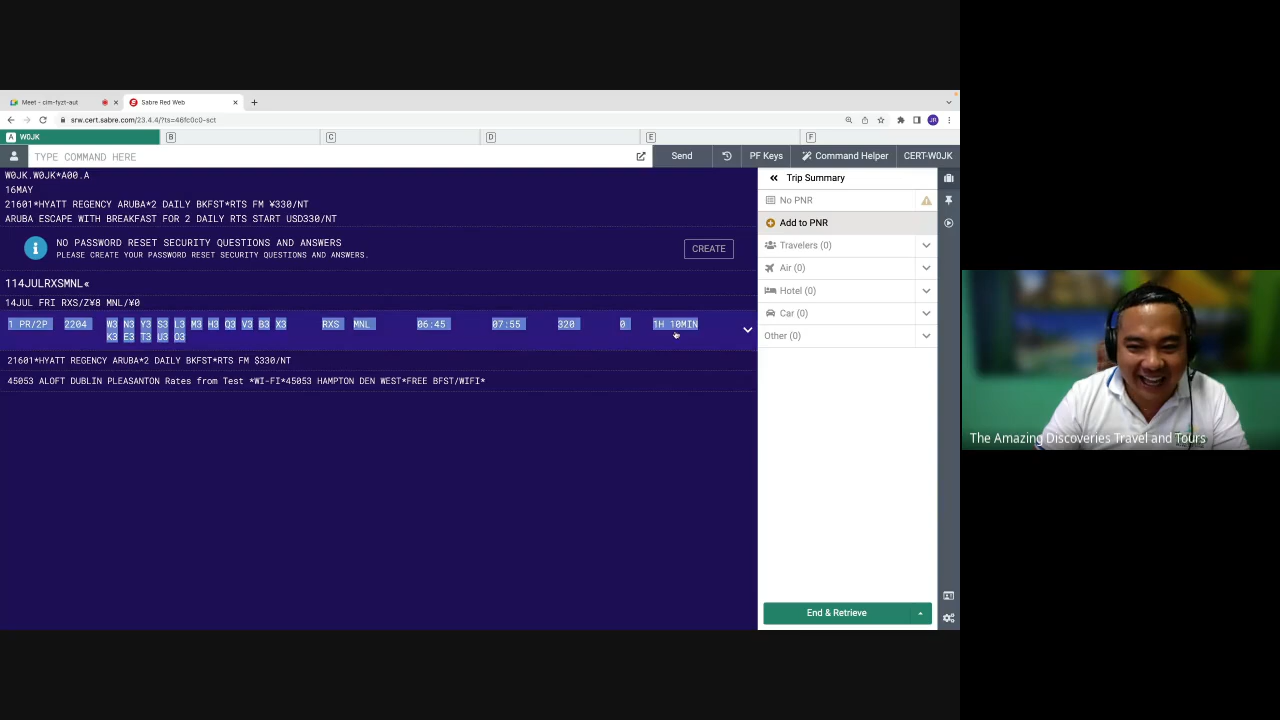 Meet - cim-fyzt-aut
Sabre Red Web
srw.cert.sabre.com/23.4.4/?ts=46fc0c0-sct
JR
A W0JK B C D E F
TYPE COMMAND HERE
Send PF Keys Command Helper CERT-W0JK
W0JK.W0JK*A00.A
16MAY
21601*HYATT REGENCY ARUBA*2 DAILY BKFST*RTS FM ¥330/NT
ARUBA ESCAPE WITH BREAKFAST FOR 2 DAILY RTS START USD330/NT
NO PASSWORD RESET SECURITY QUESTIONS AND ANSWERS
PLEASE CREATE YOUR PASSWORD RESET SECURITY QUESTIONS AND ANSWERS.
CREATE
114JULRXSMNL«
14JUL FRI RXS/Z¥8 MNL/¥0
1 PR/2P 2204 W3 N3 Y3 S3 L3 M3 H3 Q3 V3 B3 X3 RXS MNL 06:45 07:55 320 0 1H 10MIN
K3 E3 T3 U3 O3
21601*HYATT REGENCY ARUBA*2 DAILY BKFST*RTS FM $330/NT
45053 ALOFT DUBLIN PLEASANTON Rates from Test *WI-FI*45053 HAMPTON DEN WEST*FREE BFST/WIFI*
Trip Summary
No PNR
Add to PNR
Travelers (0)
Air (0)
Hotel (0)
Car (0)
Other (0)
End & Retrieve
The Amazing Discoveries Travel and Tours